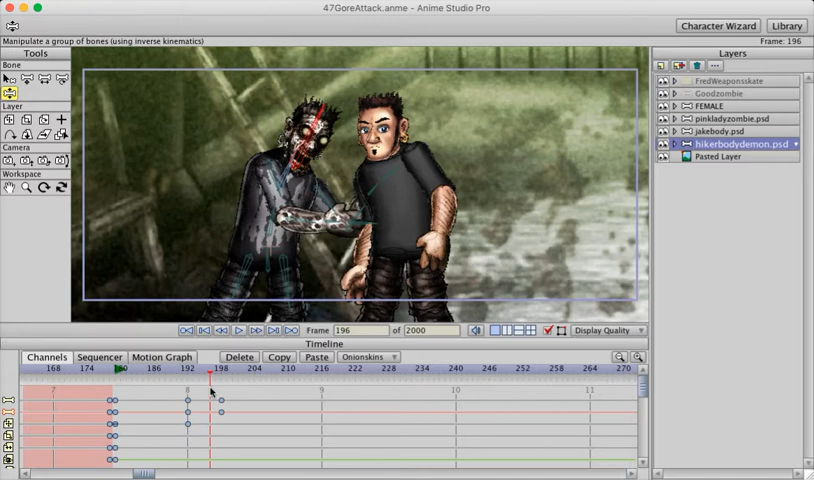 47GoreAttack.anme - Anime Studio Pro
Character Wizard
Library
Manipulate a group of bones (using inverse kinematics)
Frame: 196
Tools
Bone
Layer
Camera
Workspace
Layers
FredWeaponsskate
Goodzombie
FEMALE
pinkladyzombie.psd
jakebody.psd
hikerbodydemon.psd
Pasted Layer
Frame 196 of 2000
Display Quality
Timeline
Channels Sequencer Motion Graph Delete Copy Paste Onionskins
168 174 180 186 192 198 204 210 216 222 228 234 240 246 252 258 264 270
7 8 9 10 11